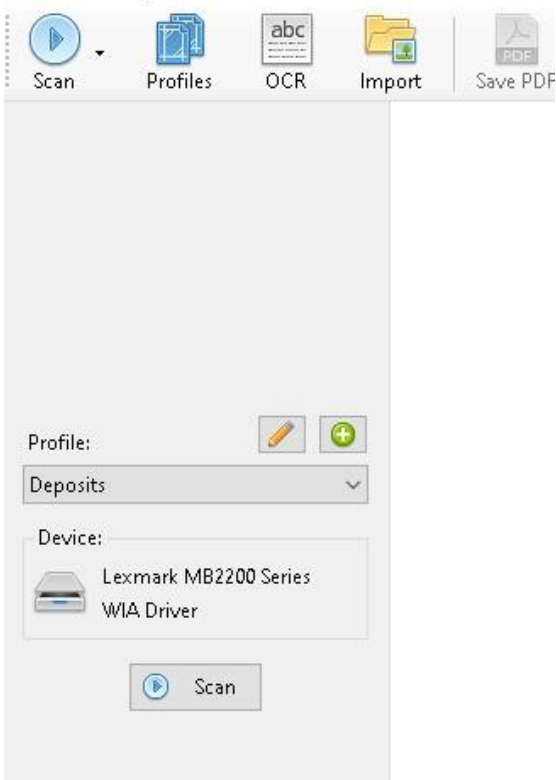 abc
Scan Profiles OCR Import Save PDF
PDF
Profile:
Deposits
Device:
Lexmark MB2200 Series
WIA Driver
Scan